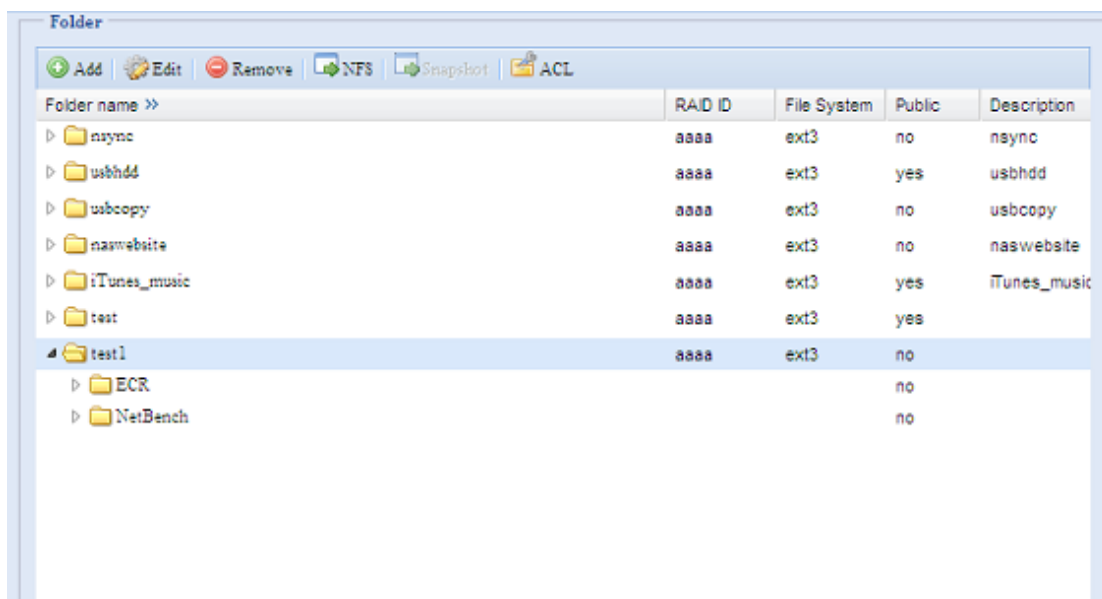 Folder
Add Edit Remove NFS Snapshot ACL
Folder name » RAID ID File System Public Description
nsync aaaa ext3 no nsync
usbhdd aaaa ext3 yes usbhdd
usbcopy aaaa ext3 no usbcopy
naswebsite aaaa ext3 no naswebsite
iTunes_music aaaa ext3 yes iTunes_music
test aaaa ext3 yes
test1 aaaa ext3 no
ECR no
NetBench no